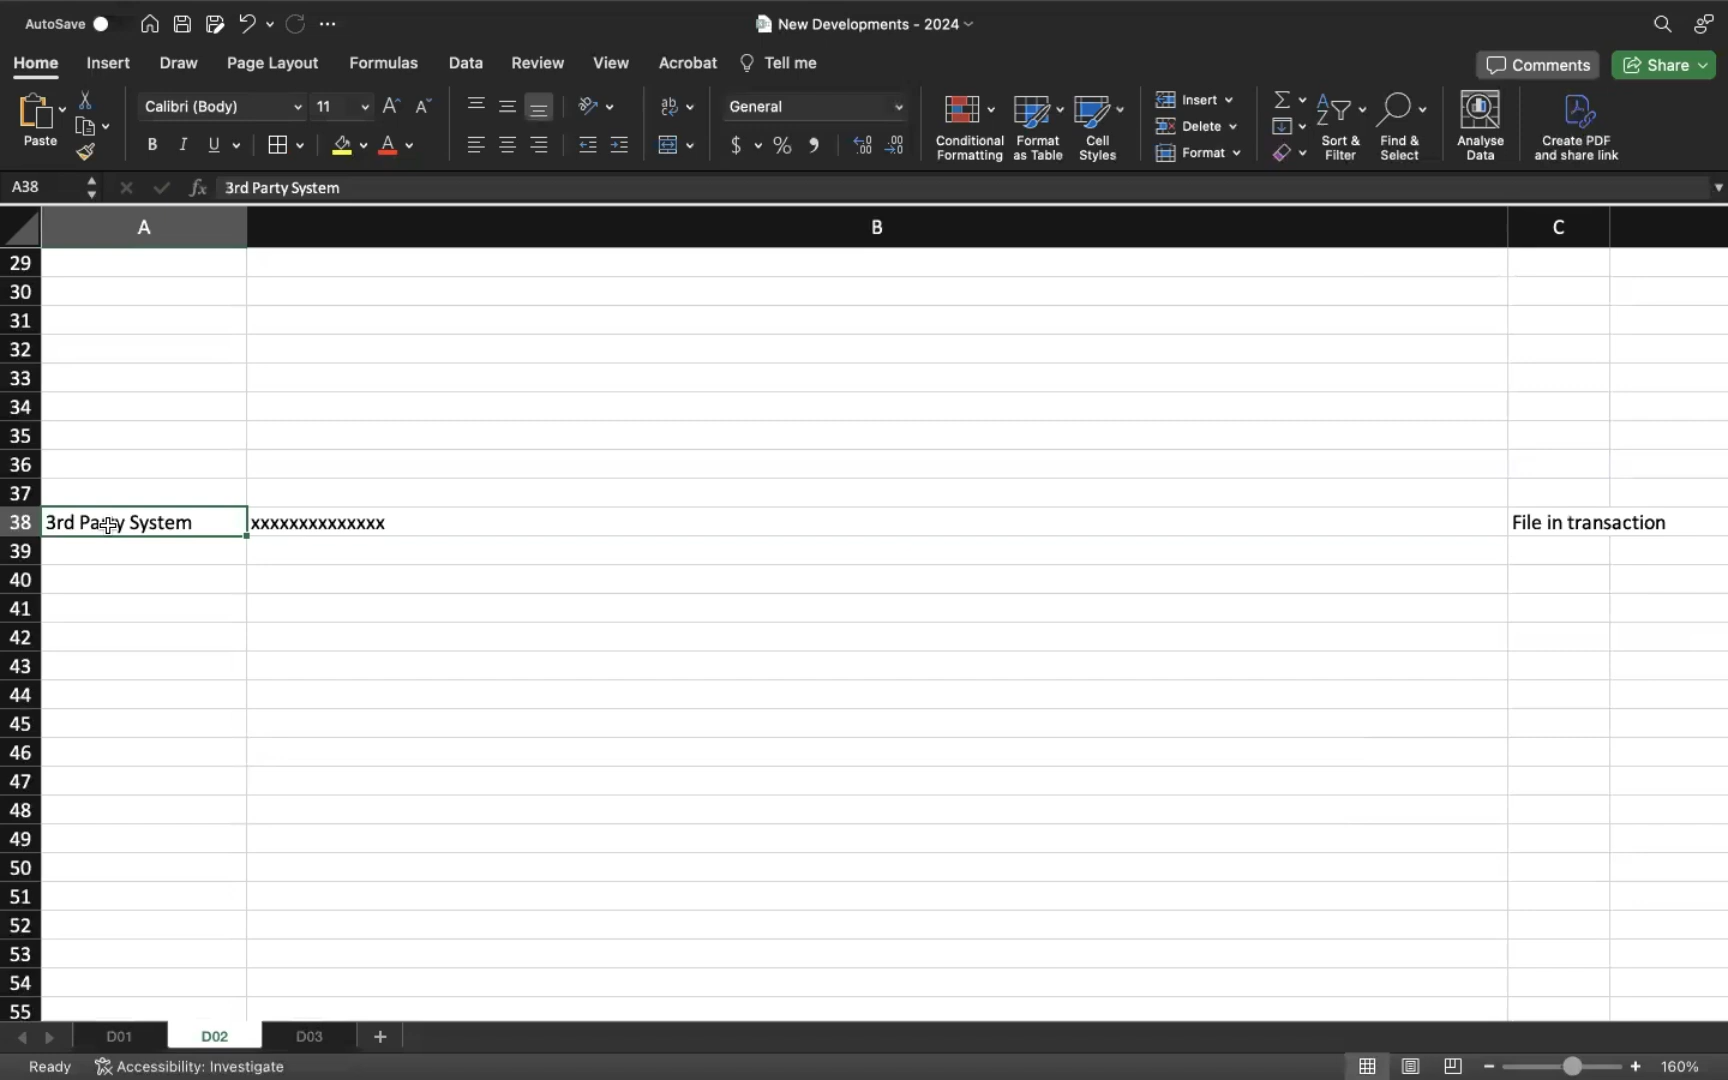 AutoSave
New Developments - 2024
Home Insert Draw Page Layout Formulas Data Review View Acrobat Tell me
Comments Share
Paste
Calibri (Body) 11
General
Conditional Formatting
Format as Table
Cell Styles
Insert
Delete
Format
Sort & Filter
Find & Select
Analyse Data
Create PDF and share link
A38 fx 3rd Party System
A B C
29
30
31
32
33
34
35
36
37
38 3rd Party System xxxxxxxxxxxxxx File in transaction
39
40
41
42
43
44
45
46
47
48
49
50
51
52
53
54
55
D01 D02 D03 +
Ready Accessibility: Investigate 160%